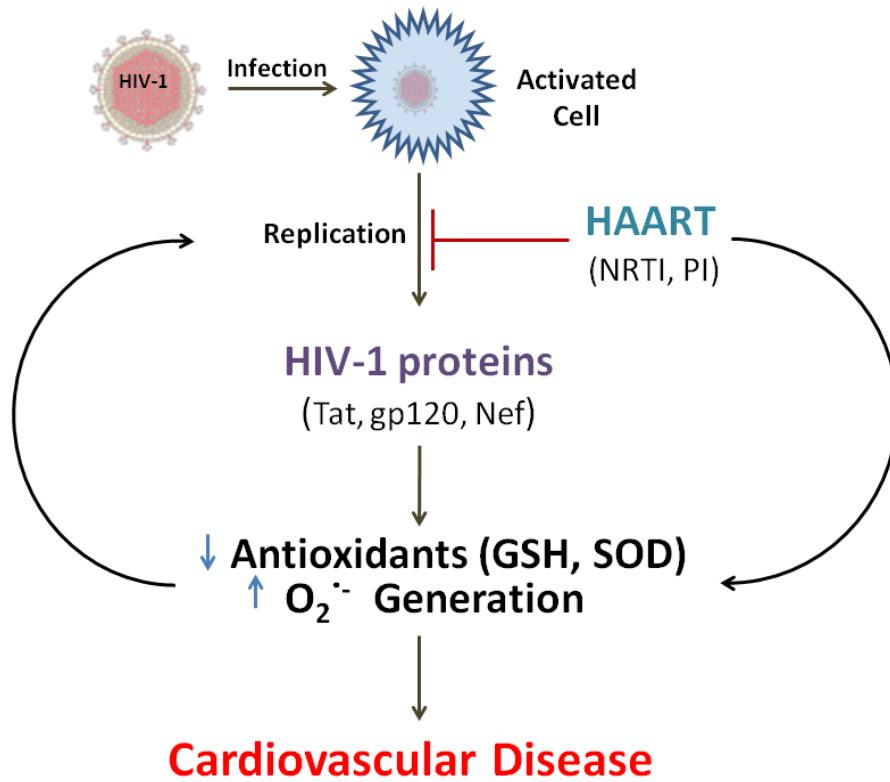 HIV-1
Infection
Activated
Cell
Replication
HAART
(NRTI, PI)
HIV-1 proteins
(Tat, gp120, Nef)
↓ Antioxidants (GSH, SOD)
↑ O₂˙⁻ Generation
Cardiovascular Disease